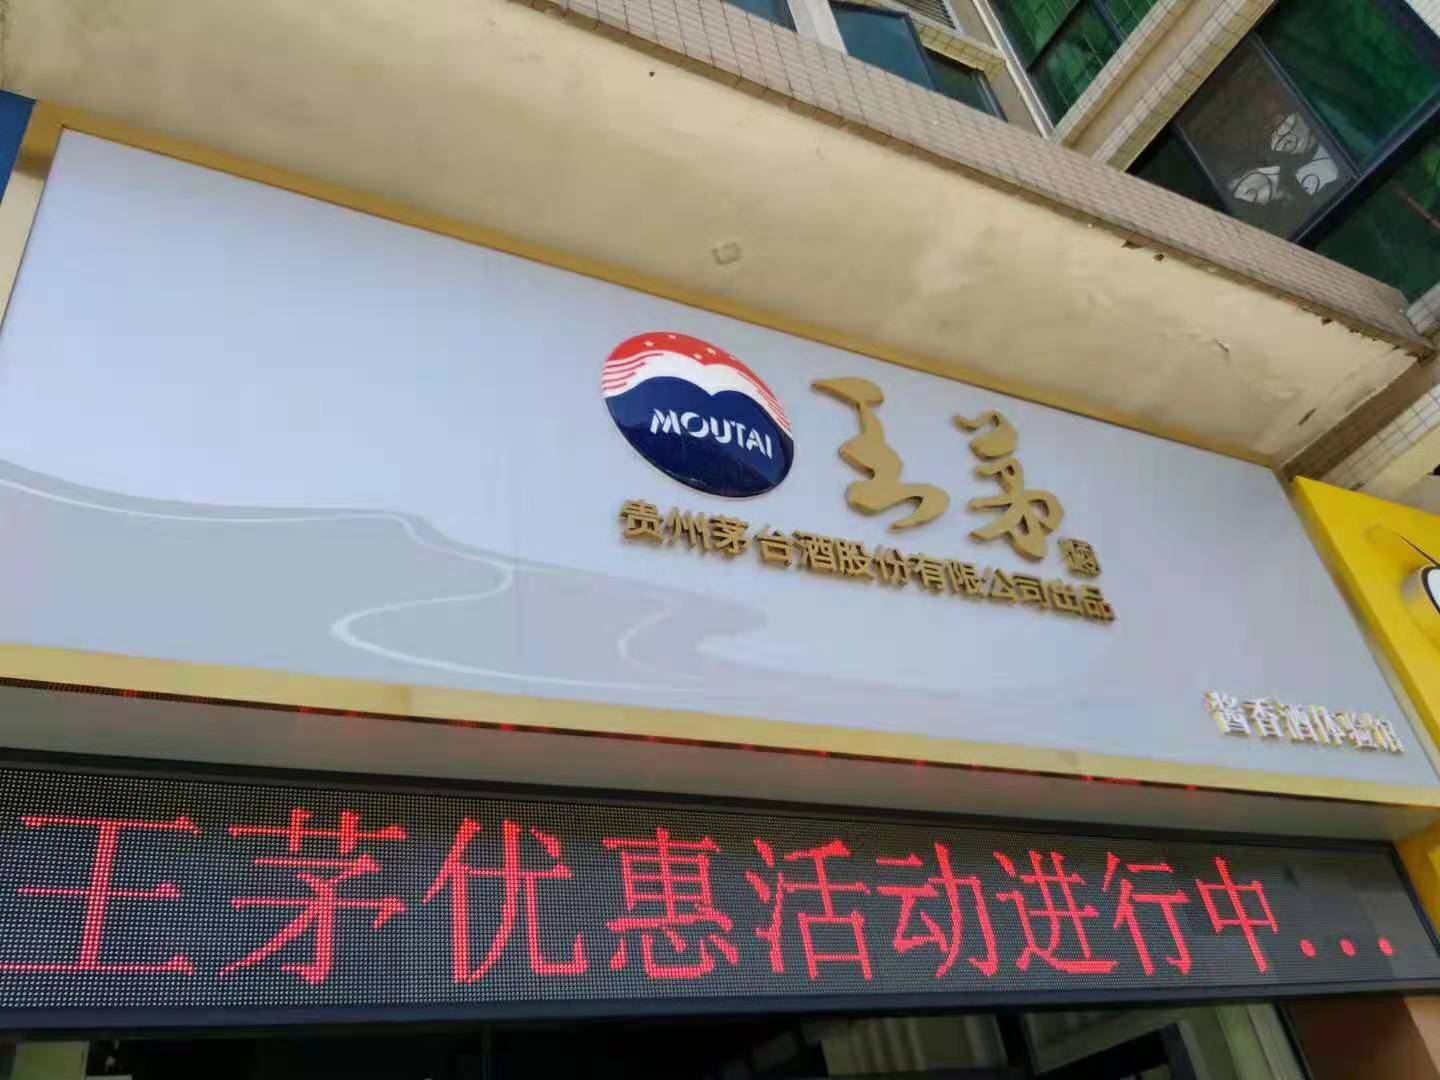 MOUTAI
王茅
贵州茅台酒股份有限公司出品
酱香酒体验馆
王茅优惠活动进行中...